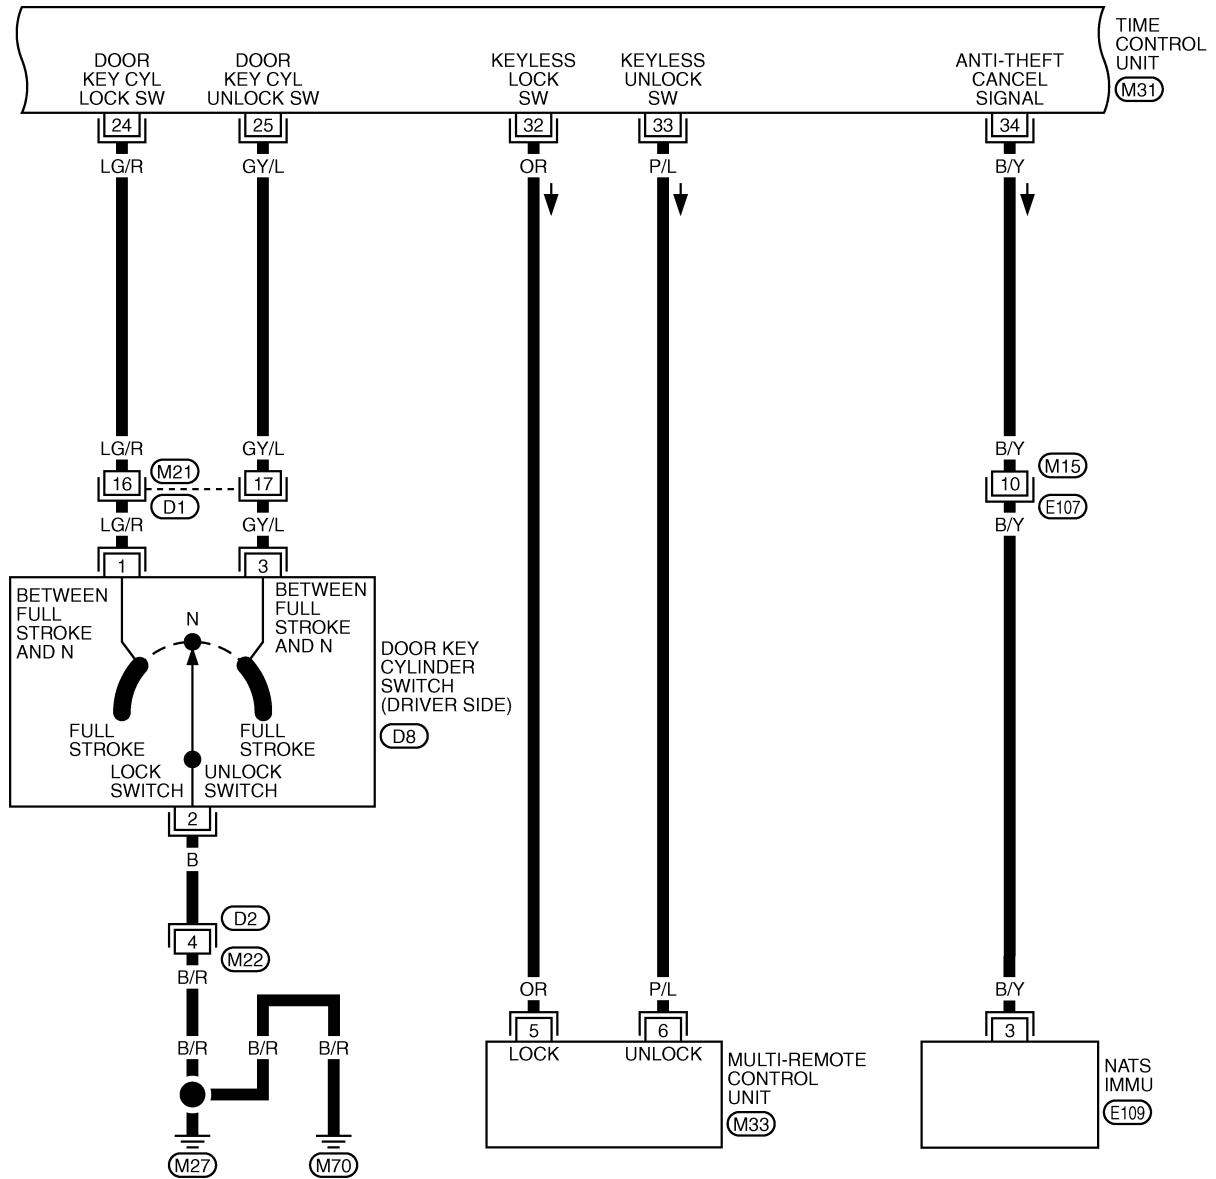 TIME
CONTROL
UNIT
M31
DOOR
KEY CYL
LOCK SW
DOOR
KEY CYL
UNLOCK SW
KEYLESS
LOCK
SW
KEYLESS
UNLOCK
SW
ANTI-THEFT
CANCEL
SIGNAL
24
25
32
33
34
LG/R
GY/L
OR
P/L
B/Y
LG/R
GY/L
B/Y
16
M21
D1
17
M15
10
E107
LG/R
GY/L
B/Y
1
3
BETWEEN
FULL
STROKE
AND N
N
BETWEEN
FULL
STROKE
AND N
FULL
STROKE
FULL
STROKE
LOCK
SWITCH
UNLOCK
SWITCH
DOOR KEY
CYLINDER
SWITCH
(DRIVER SIDE)
D8
2
B
D2
4
M22
B/R
B/R
B/R
B/R
M27
M70
OR
P/L
B/Y
5
6
3
LOCK
UNLOCK
MULTI-REMOTE
CONTROL
UNIT
M33
NATS
IMMU
E109